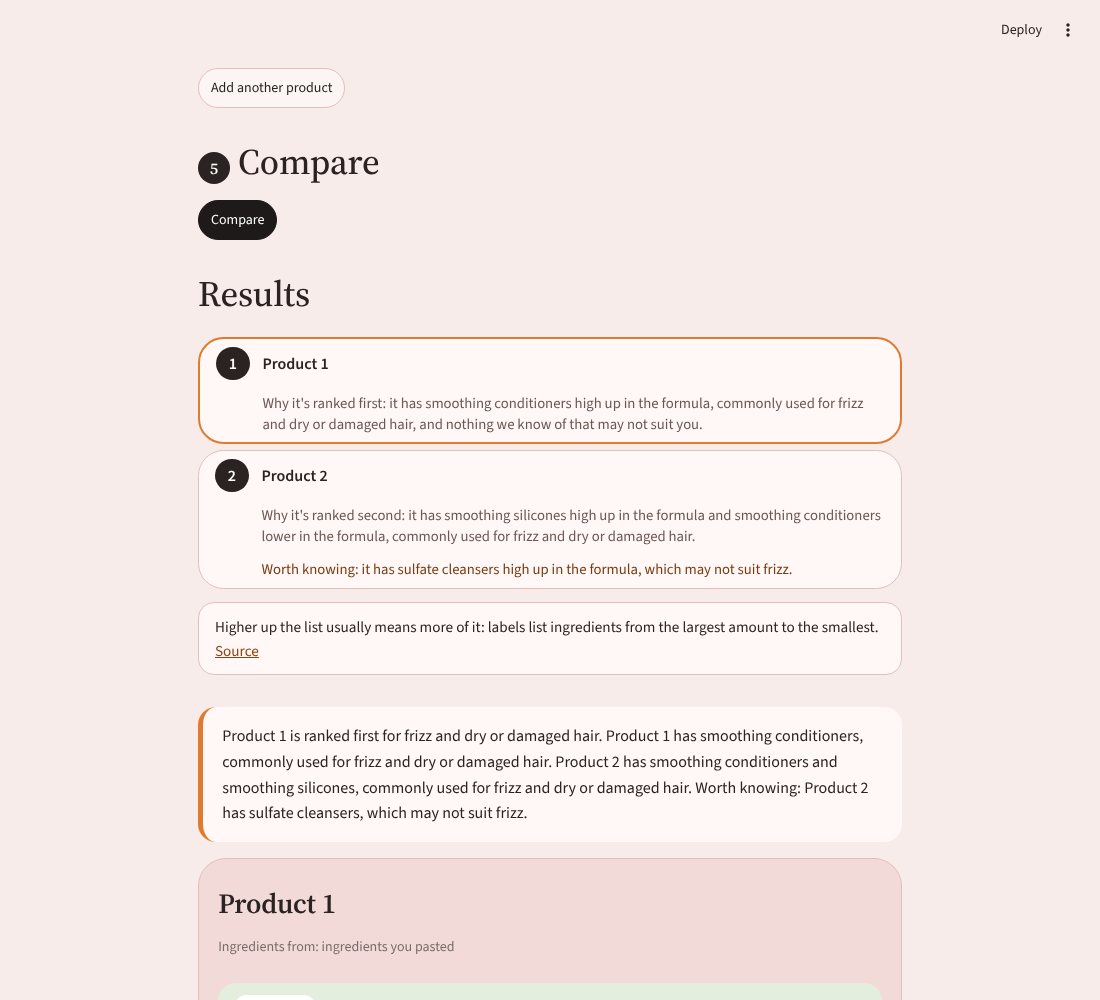 Deploy
Add another product
5 Compare
Compare
Results
1 Product 1
Why it's ranked first: it has smoothing conditioners high up in the formula, commonly used for frizz
and dry or damaged hair, and nothing we know of that may not suit you.
2 Product 2
Why it's ranked second: it has smoothing silicones high up in the formula and smoothing conditioners
lower in the formula, commonly used for frizz and dry or damaged hair.
Worth knowing: it has sulfate cleansers high up in the formula, which may not suit frizz.
Higher up the list usually means more of it: labels list ingredients from the largest amount to the smallest.
Source
Product 1 is ranked first for frizz and dry or damaged hair. Product 1 has smoothing conditioners,
commonly used for frizz and dry or damaged hair. Product 2 has smoothing conditioners and
smoothing silicones, commonly used for frizz and dry or damaged hair. Worth knowing: Product 2
has sulfate cleansers, which may not suit frizz.
Product 1
Ingredients from: ingredients you pasted